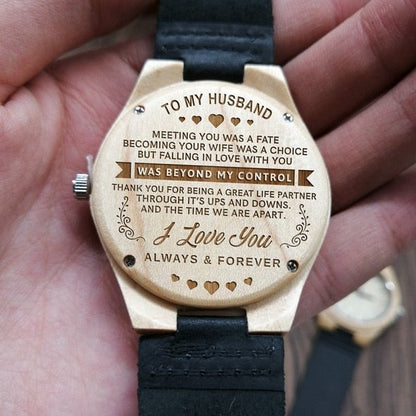 TO MY HUSBAND
MEETING YOU WAS A FATE
BECOMING YOUR WIFE WAS A CHOICE
BUT FALLING IN LOVE WITH YOU
WAS BEYOND MY CONTROL
THANK YOU FOR BEING A GREAT LIFE PARTNER
THROUGH IT'S UPS AND DOWNS.
AND THE TIME WE ARE APART.
I Love You
ALWAYS & FOREVER